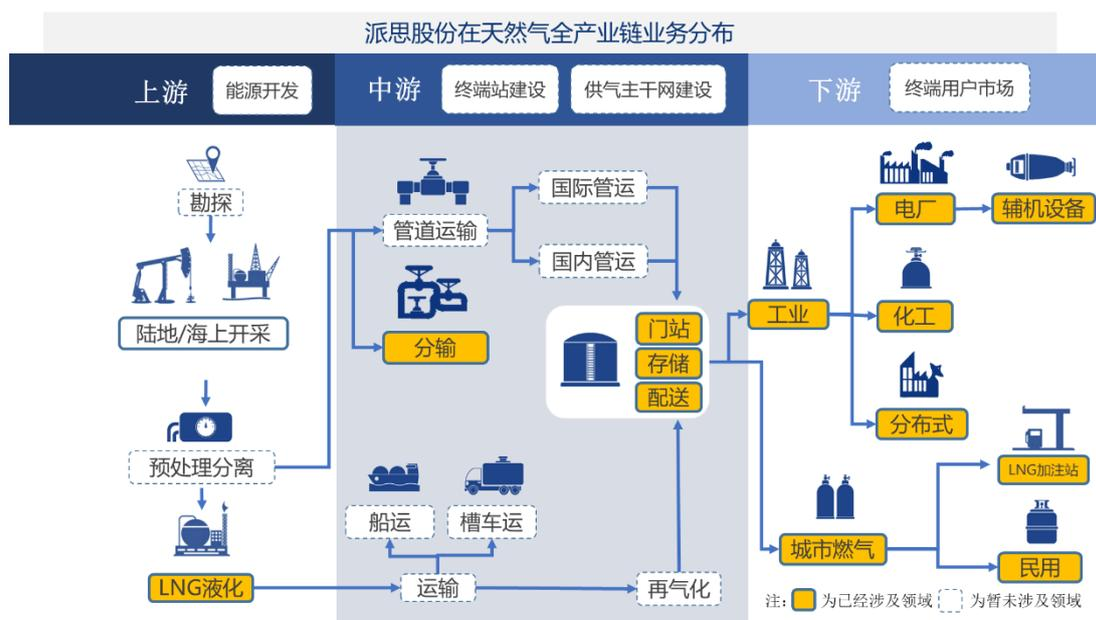 派思股份在天然气全产业链业务分布
上游
能源开发
中游
终端站建设
供气主干网建设
下游
终端用户市场
勘探
陆地/海上开采
预处理分离
LNG液化
管道运输
分输
国际管运
国内管运
门站
存储
配送
船运
槽车运
运输
再气化
工业
电厂
辅机设备
化工
分布式
城市燃气
LNG加注站
民用
注： 为已经涉及领域 为暂未涉及领域